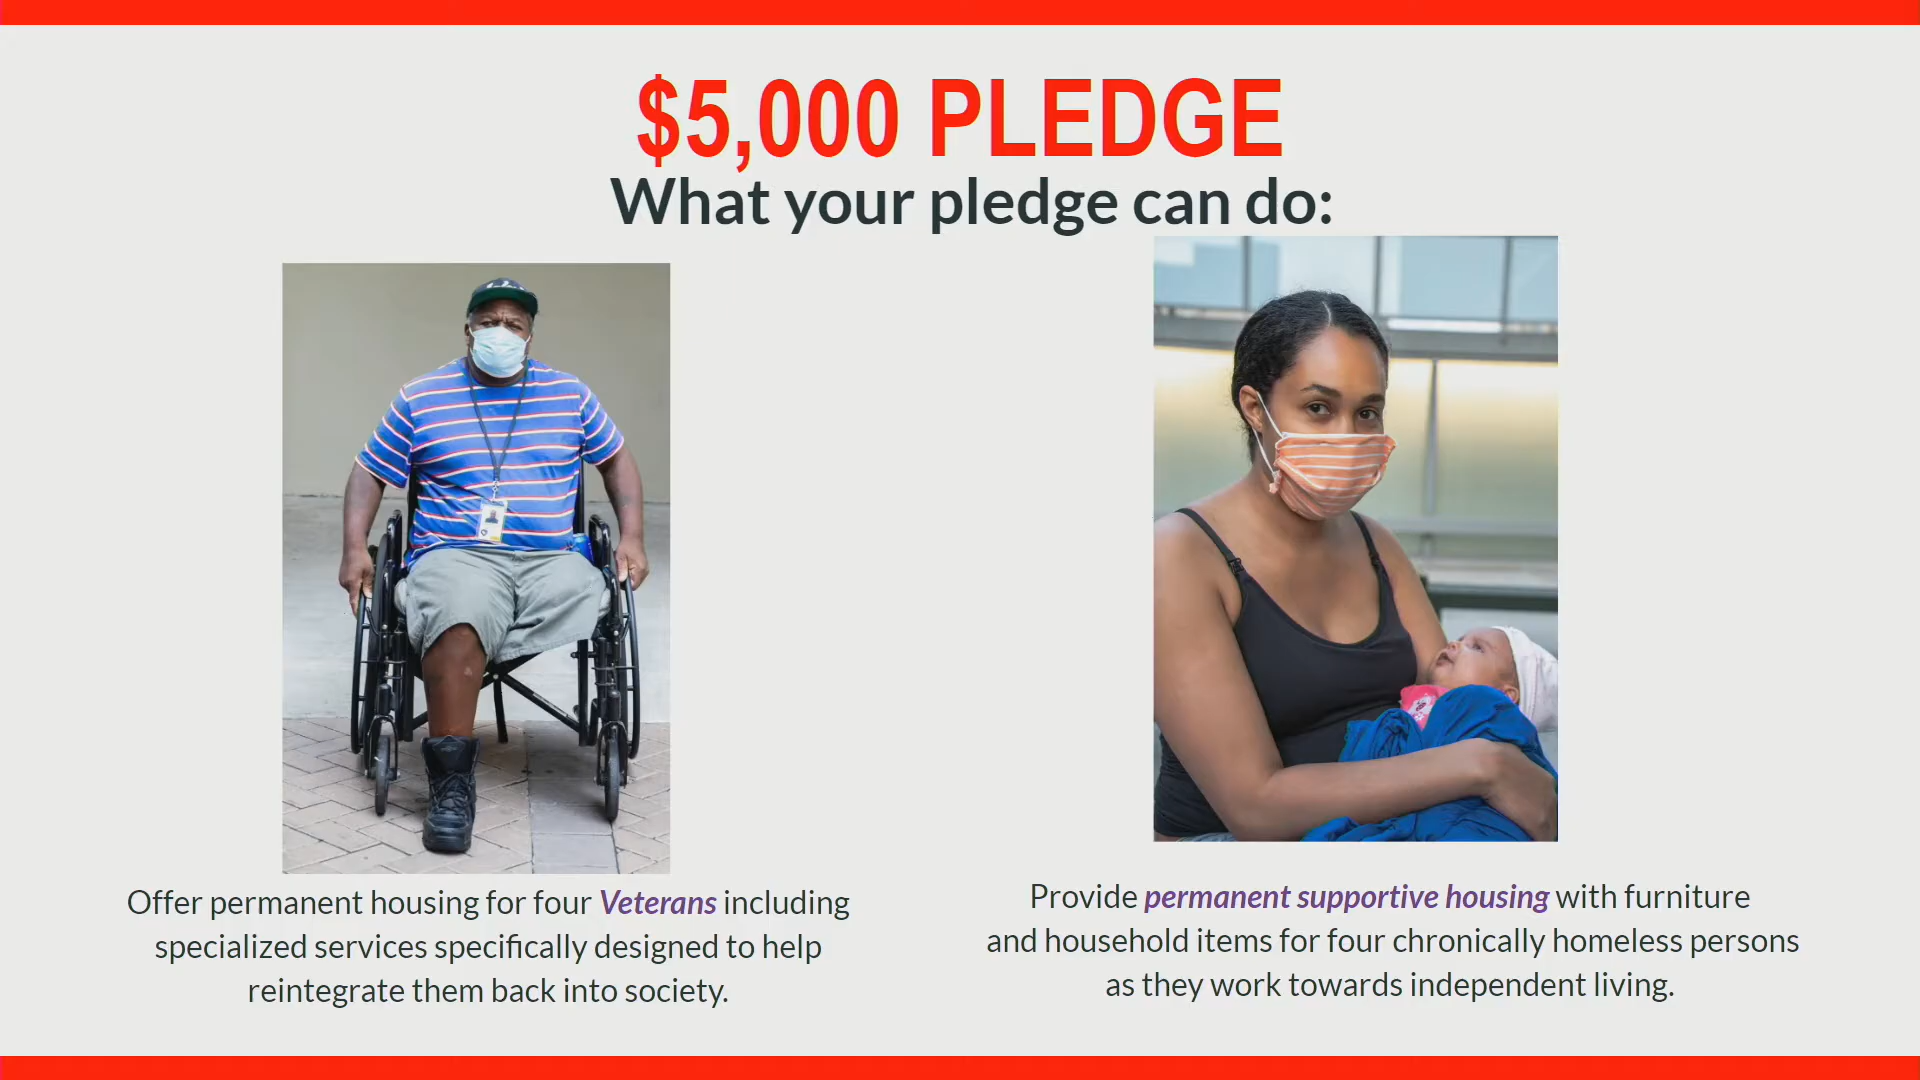 $5,000 PLEDGE
What your pledge can do:
Offer permanent housing for four Veterans including
specialized services specifically designed to help
reintegrate them back into society.
Provide permanent supportive housing with furniture
and household items for four chronically homeless persons
as they work towards independent living.